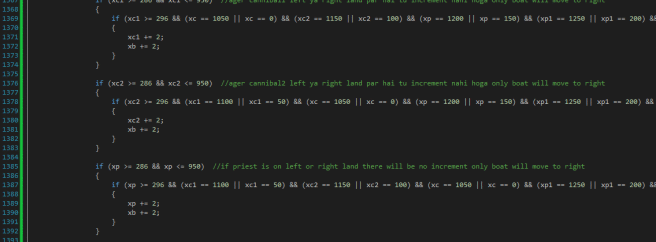 1367 if (xc1 >= 286 && xc1 <= 950) //ager cannibal1 left ya right land par hai tu increment nahi hoga only boat will move to right
1368 {
1369 if (xc1 >= 296 && (xc == 1050 || xc == 0) && (xc2 == 1150 || xc2 == 100) && (xp == 1200 || xp == 150) && (xp1 == 1250 || xp1 == 200) &&
1370 {
1371 xc1 += 2;
1372 xb += 2;
1373 }
1374 }
1375
1376 if (xc2 >= 286 && xc2 <= 950) //ager cannibal2 left ya right land par hai tu increment nahi hoga only boat will move to right
1377 {
1378 if (xc2 >= 296 && (xc1 == 1100 || xc1 == 50) && (xc == 1050 || xc == 0) && (xp == 1200 || xp == 150) && (xp1 == 1250 || xp1 == 200) &&
1379 {
1380 xc2 += 2;
1381 xb += 2;
1382 }
1383 }
1384
1385 if (xp >= 286 && xp <= 950) //if priest is on left or right land there will be no increment only boat will move to right
1386 {
1387 if (xp >= 296 && (xc1 == 1100 || xc1 == 50) && (xc2 == 1150 || xc2 == 100) && (xc == 1050 || xc == 0) && (xp1 == 1250 || xp1 == 200) &&
1388 {
1389 xp += 2;
1390 xb += 2;
1391 }
1392 }
1393